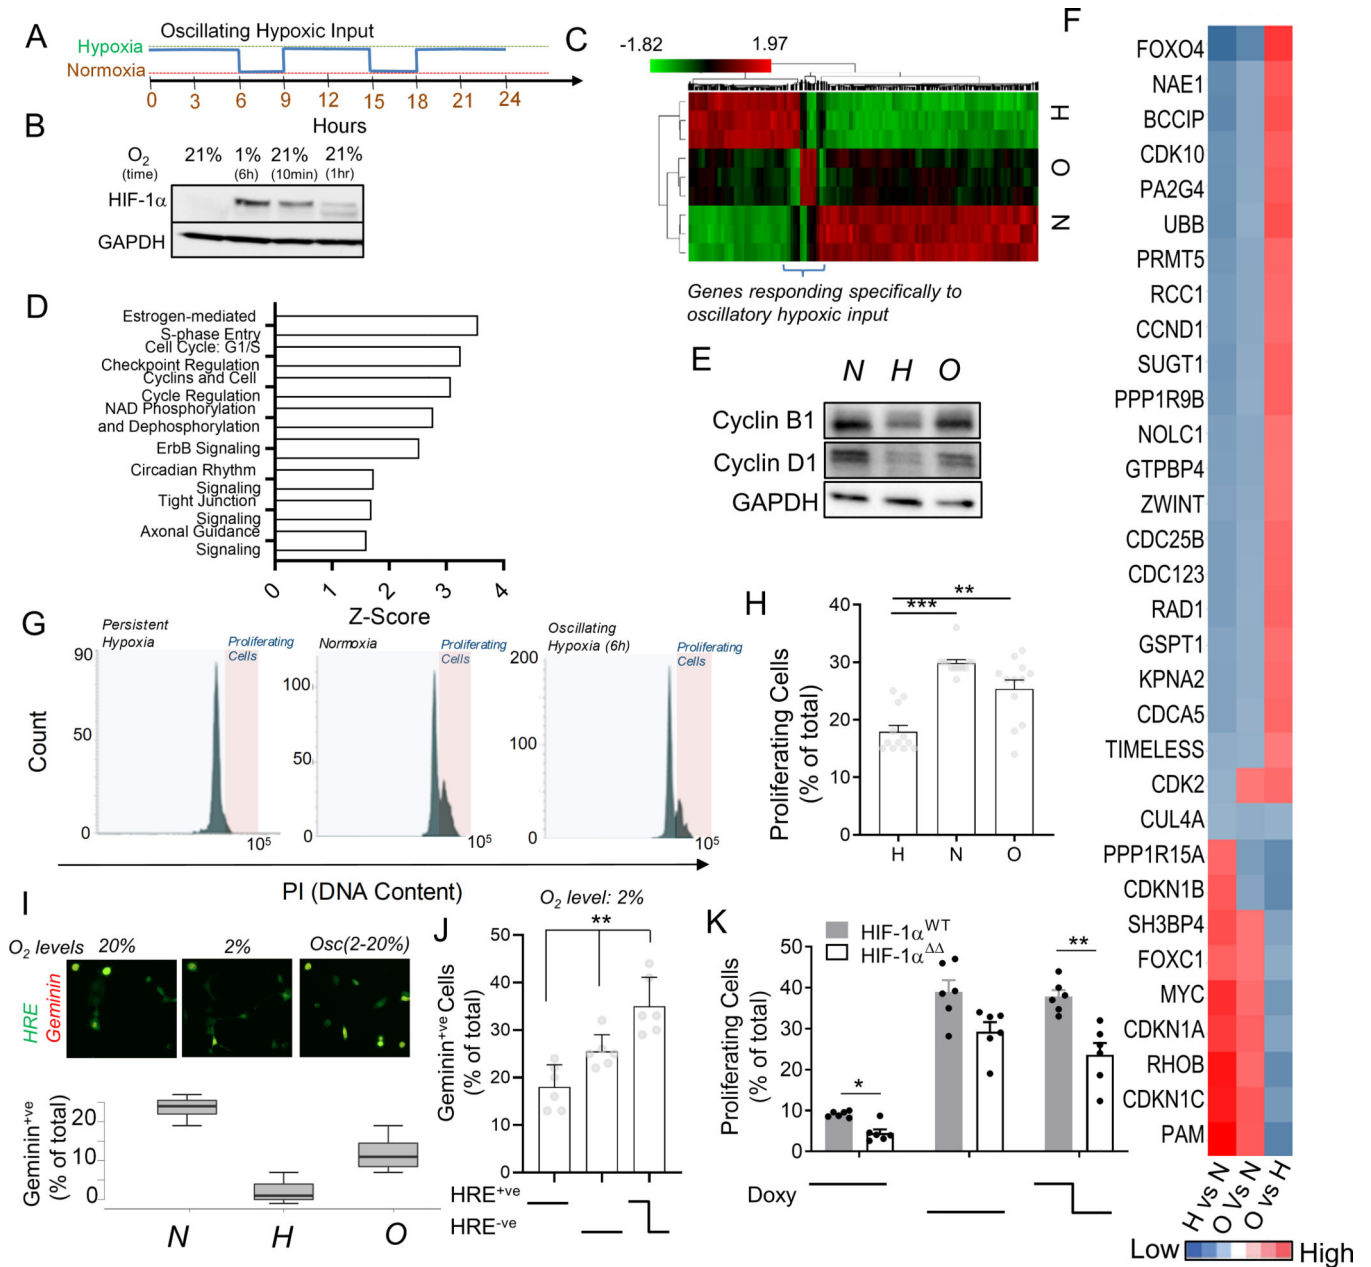 A
Oscillating Hypoxic Input
Hypoxia
Normoxia
0 3 6 9 12 15 18 21 24
Hours
B
O2 21% 1% 21% 21%
(time) (6h) (10min) (1hr)
HIF-1α
GAPDH
C
-1.82 1.97
H
O
N
Genes responding specifically to
oscillatory hypoxic input
D
Estrogen-mediated
S-phase Entry
Cell Cycle: G1/S
Checkpoint Regulation
Cyclins and Cell
Cycle Regulation
NAD Phosphorylation
and Dephosphorylation
ErbB Signaling
Circadian Rhythm
Signaling
Tight Junction
Signaling
Axonal Guidance
Signaling
0 1 2 3 4
Z-Score
E
N H O
Cyclin B1
Cyclin D1
GAPDH
F
FOXO4
NAE1
BCCIP
CDK10
PA2G4
UBB
PRMT5
RCC1
CCND1
SUGT1
PPP1R9B
NOLC1
GTPBP4
ZWINT
CDC25B
CDC123
RAD1
GSPT1
KPNA2
CDCA5
TIMELESS
CDK2
CUL4A
PPP1R15A
CDKN1B
SH3BP4
FOXC1
MYC
CDKN1A
RHOB
CDKN1C
PAM
H vs N
O Vs N
O vs H
Low High
G
Persistent
Hypoxia
Proliferating
Cells
90
50
0
10⁵
Normoxia
Proliferating
Cells
100
50
0
10⁵
Oscillating
Hypoxia (6h)
Proliferating
Cells
200
100
0
10⁵
Count
PI (DNA Content)
H
Proliferating Cells
(% of total)
40
30
20
10
0
***
**
H N O
I
O2 levels 20% 2% Osc(2-20%)
HRE
Geminin
Geminin+ve
(% of total)
20
10
0
N H O
J
O2 level: 2%
**
Geminin+ve Cells
(% of total)
50
40
30
20
10
0
HRE+ve
HRE-ve
K
HIF-1αWT
HIF-1αΔΔ
Proliferating Cells
(% of total)
50
40
30
20
10
0
*
**
Doxy